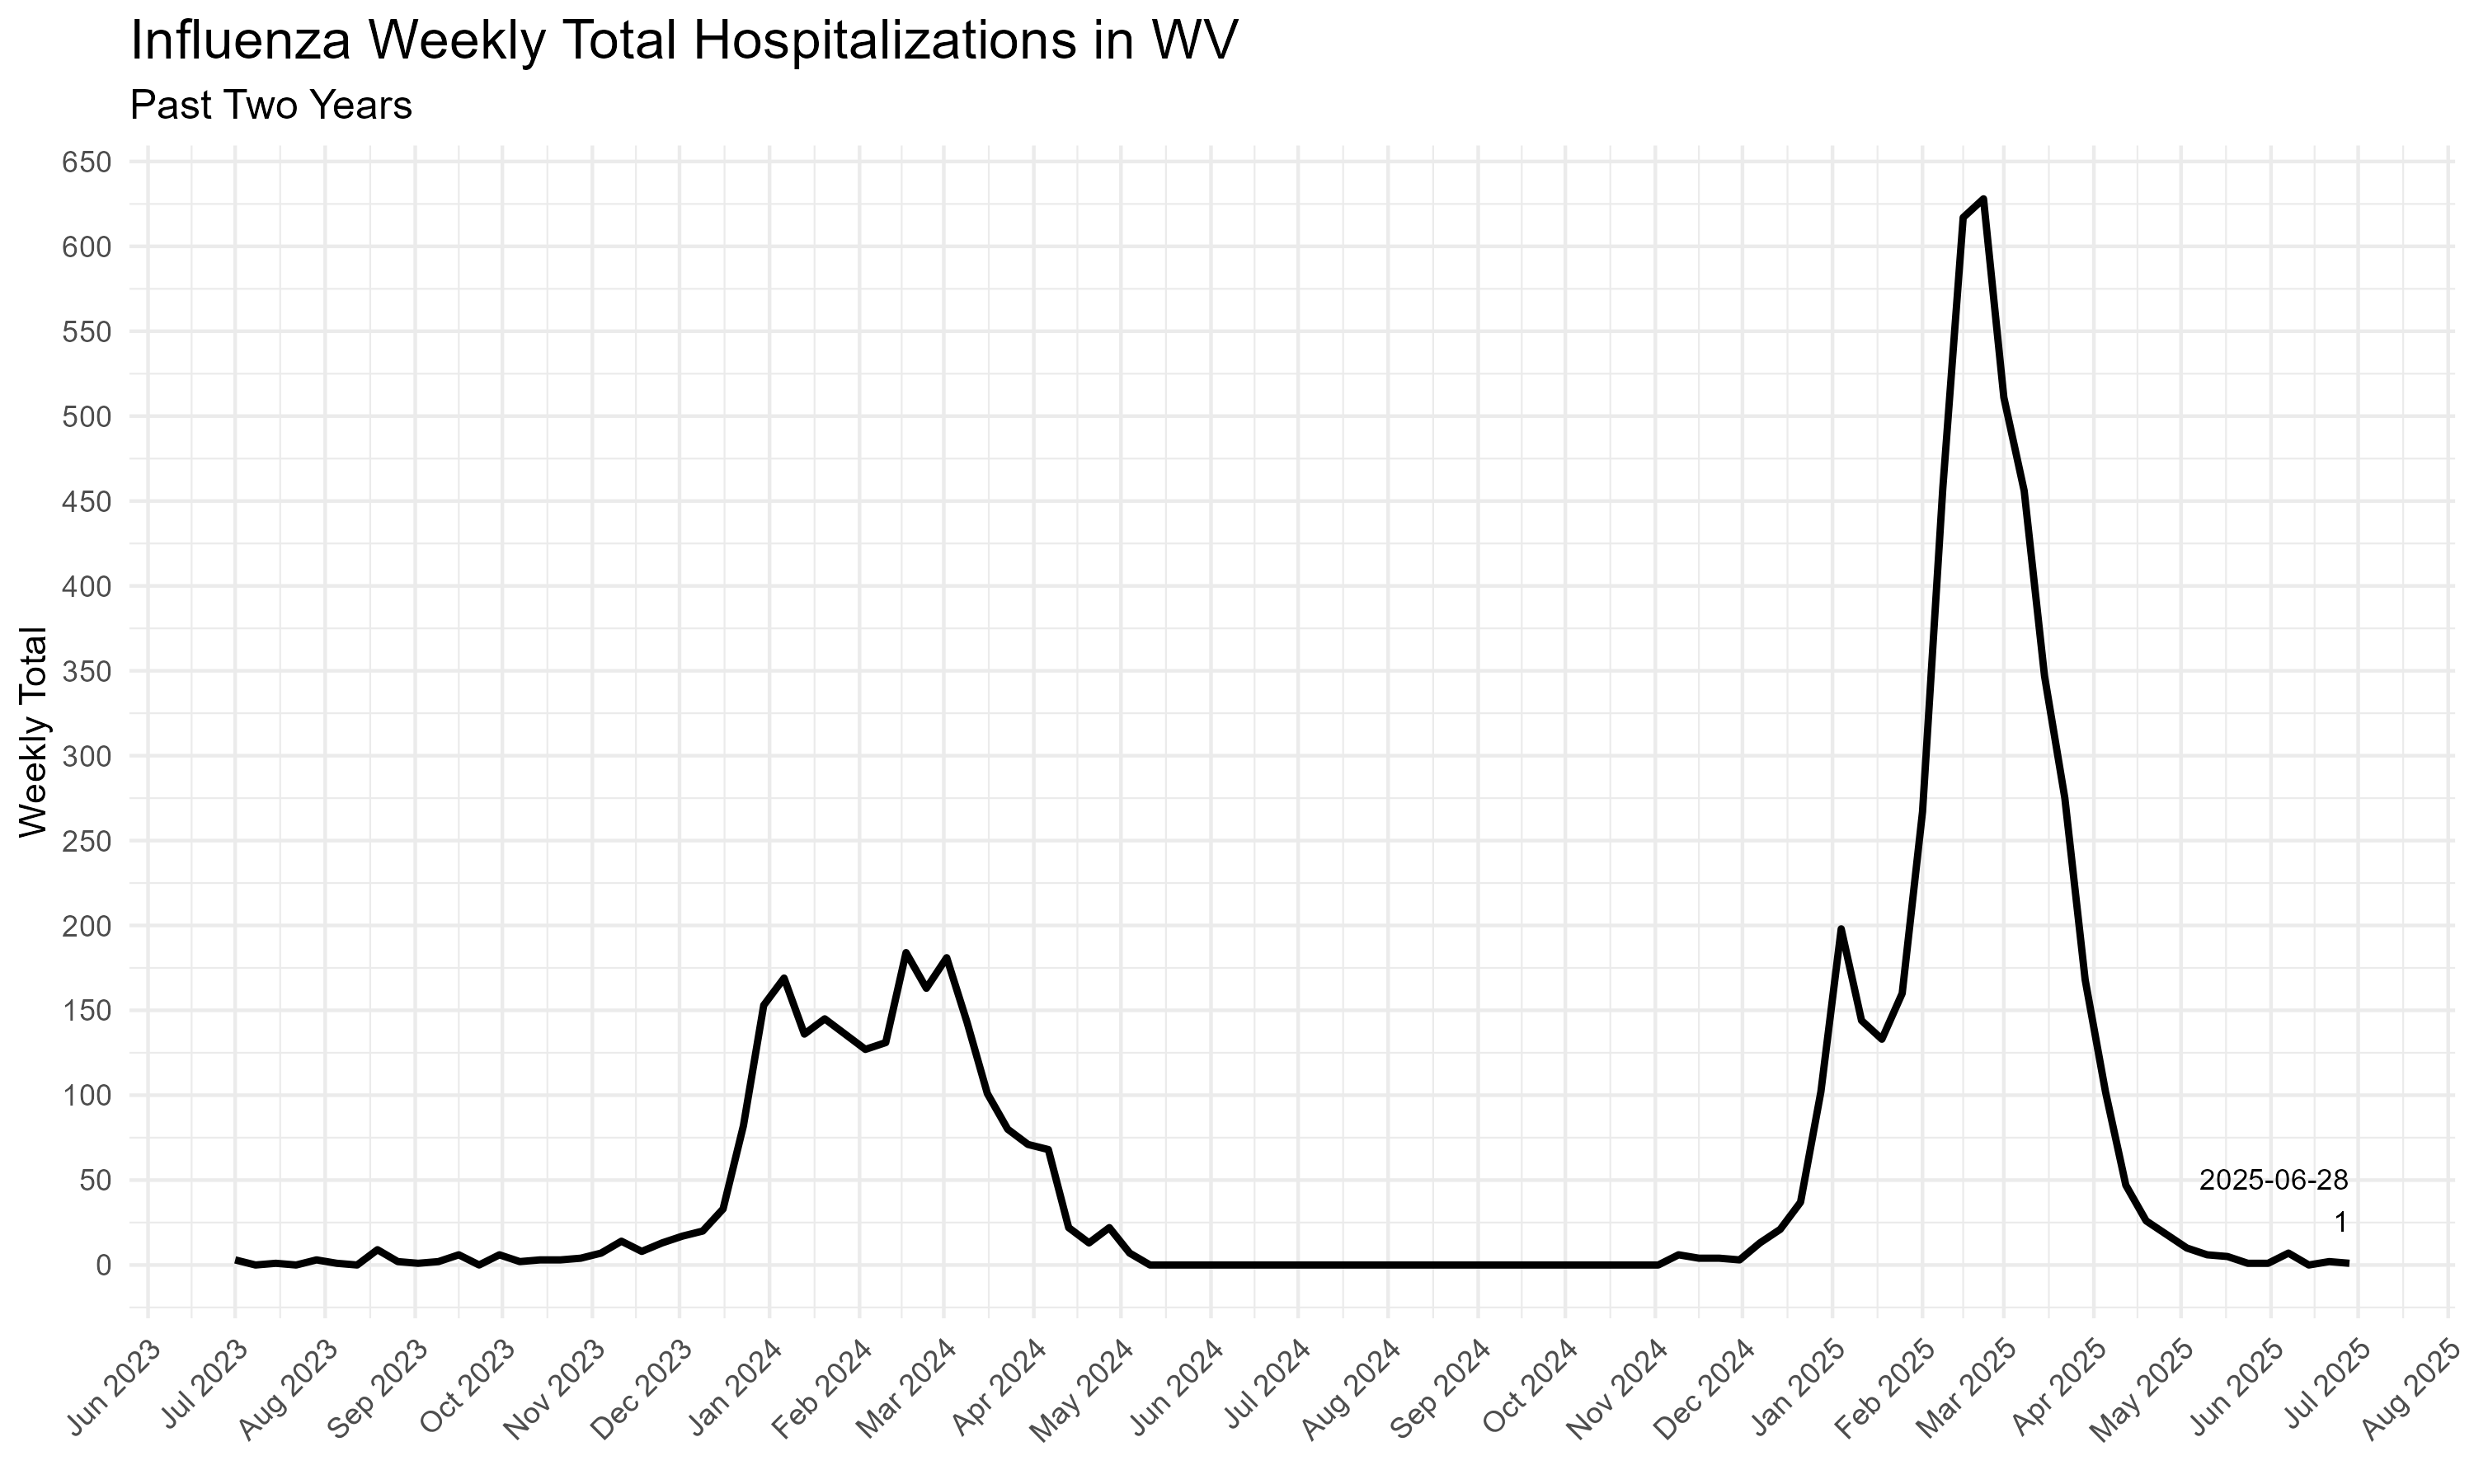 Influenza Weekly Total Hospitalizations in WV
Past Two Years
650
600
550
500
450
400
350
300
250
200
150
100
50
0
Weekly Total
2025-06-28
1
Jun 2023
Jul 2023
Aug 2023
Sep 2023
Oct 2023
Nov 2023
Dec 2023
Jan 2024
Feb 2024
Mar 2024
Apr 2024
May 2024
Jun 2024
Jul 2024
Aug 2024
Sep 2024
Oct 2024
Nov 2024
Dec 2024
Jan 2025
Feb 2025
Mar 2025
Apr 2025
May 2025
Jun 2025
Jul 2025
Aug 2025